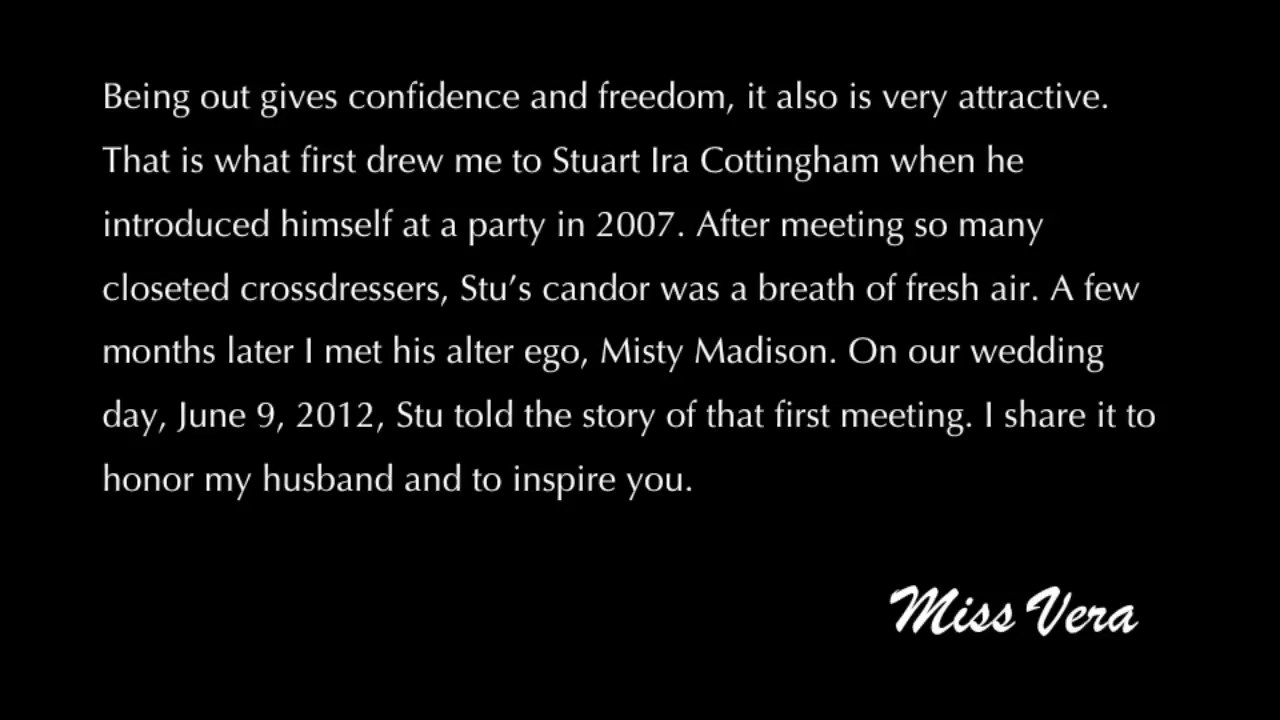 Being out gives confidence and freedom, it also is very attractive.
That is what first drew me to Stuart Ira Cottingham when he
introduced himself at a party in 2007. After meeting so many
closeted crossdressers, Stu’s candor was a breath of fresh air. A few
months later I met his alter ego, Misty Madison. On our wedding
day, June 9, 2012, Stu told the story of that first meeting. I share it to
honor my husband and to inspire you.
Miss Vera